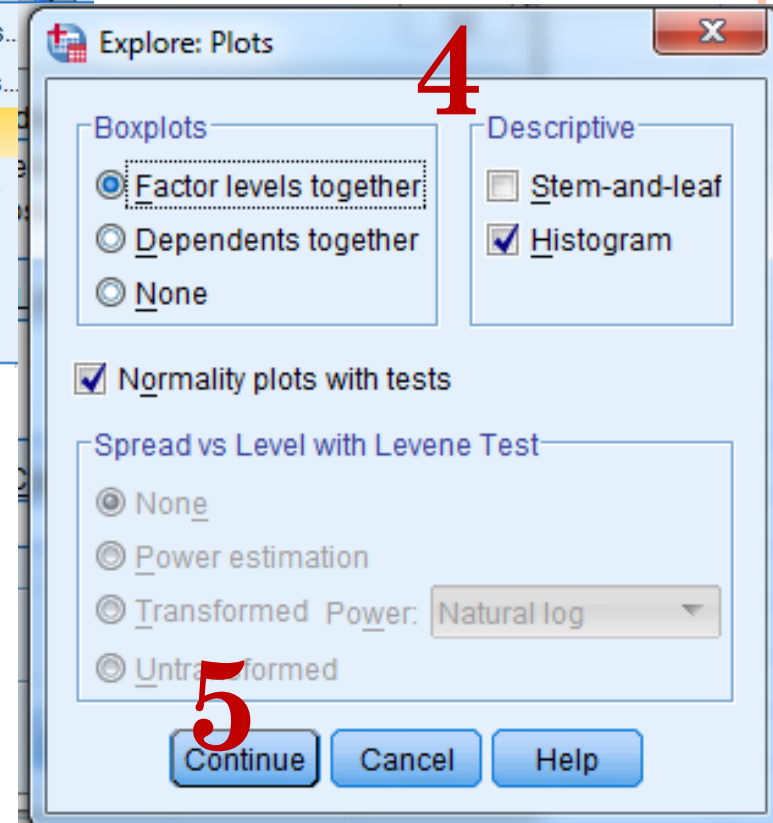 Explore: Plots
4
Boxplots
Factor levels together
Dependents together
None
Descriptive
Stem-and-leaf
Histogram
Normality plots with tests
Spread vs Level with Levene Test
None
Power estimation
Transformed Power: Natural log
Untransformed
5
Continue Cancel Help